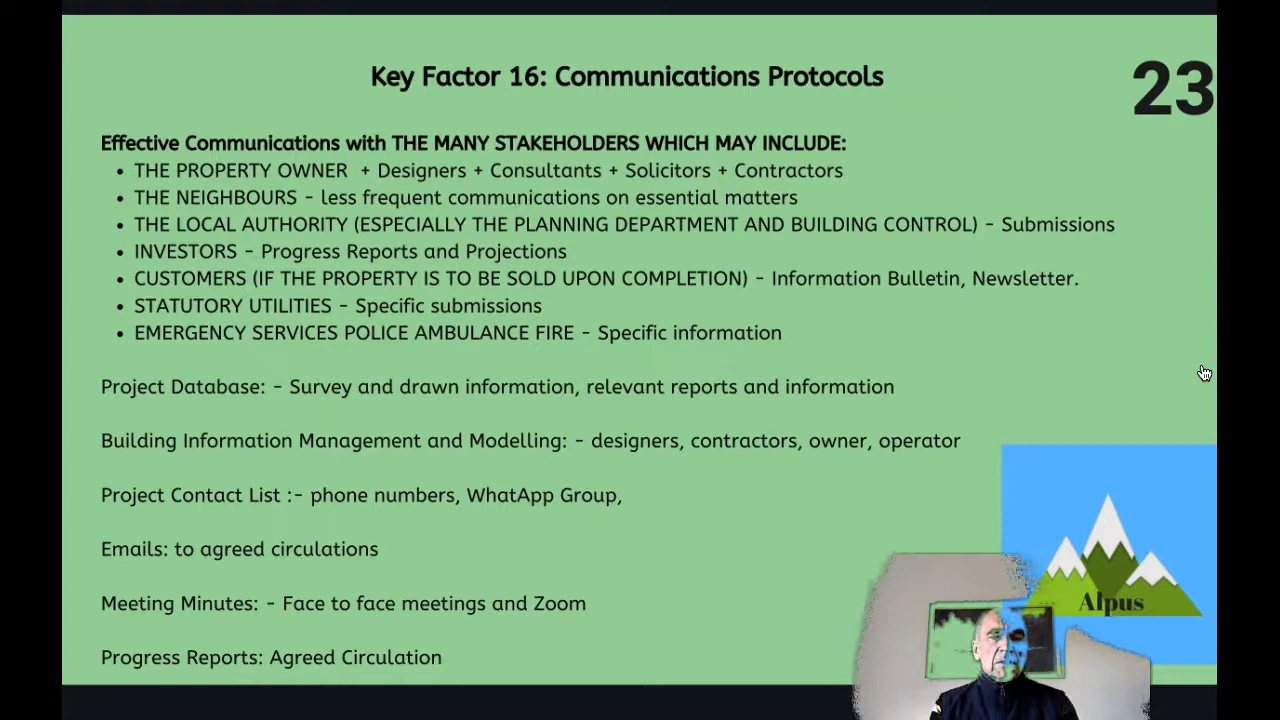 Key Factor 16: Communications Protocols
23
Effective Communications with THE MANY STAKEHOLDERS WHICH MAY INCLUDE:
• THE PROPERTY OWNER + Designers + Consultants + Solicitors + Contractors
• THE NEIGHBOURS - less frequent communications on essential matters
• THE LOCAL AUTHORITY (ESPECIALLY THE PLANNING DEPARTMENT AND BUILDING CONTROL) - Submissions
• INVESTORS - Progress Reports and Projections
• CUSTOMERS (IF THE PROPERTY IS TO BE SOLD UPON COMPLETION) - Information Bulletin, Newsletter.
• STATUTORY UTILITIES - Specific submissions
• EMERGENCY SERVICES POLICE AMBULANCE FIRE - Specific information
Project Database: - Survey and drawn information, relevant reports and information
Building Information Management and Modelling: - designers, contractors, owner, operator
Project Contact List :- phone numbers, WhatApp Group,
Emails: to agreed circulations
Meeting Minutes: - Face to face meetings and Zoom
Progress Reports: Agreed Circulation
Alpus